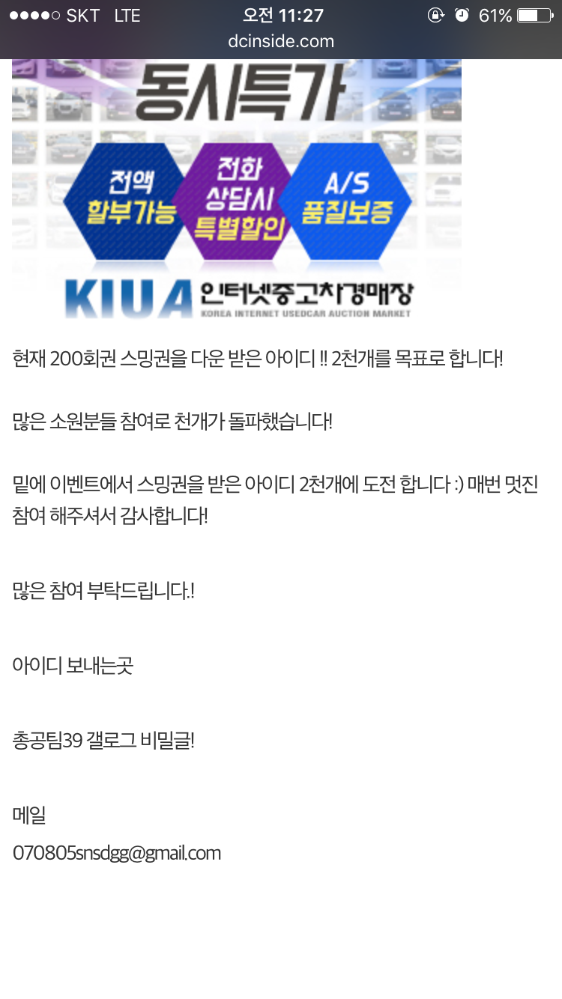 SKT LTE 오전 11:27 61%
dcinside.com
동시특가
전액
할부가능
전화
상담시
특별할인
A/S
품질보증
KIUA 인터넷중고차경매장
KOREA INTERNET USEDCAR AUCTION MARKET
현재 200회권 스밍권을 다운 받은 아이디 !! 2천개를 목표로 합니다!
많은 소원분들 참여로 천개가 돌파했습니다!
밑에 이벤트에서 스밍권을 받은 아이디 2천개에 도전 합니다 :) 매번 멋진
참여 해주셔서 감사합니다!
많은 참여 부탁드립니다.!
아이디 보내는곳
총공팀39 갤로그 비밀글!
메일
070805snsdgg@gmail.com